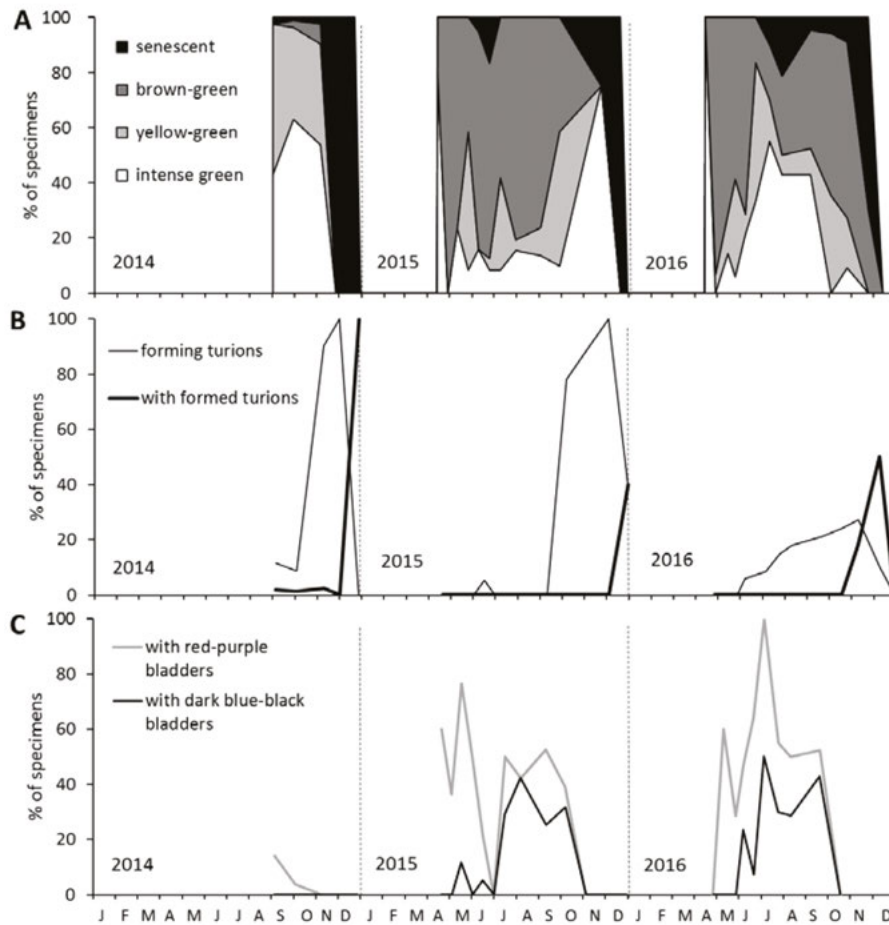 A
100
80
60
40
20
0
% of specimens
senescent
brown-green
yellow-green
intense green
2014
2015
2016
B
100
80
60
40
20
0
% of specimens
forming turions
with formed turions
2014
2015
2016
C
100
80
60
40
20
0
% of specimens
with red-purple
bladders
with dark blue-black
bladders
2014
2015
2016
J F M A M J J A S O N D J F M A M J J A S O N D J F M A M J J A S O N D